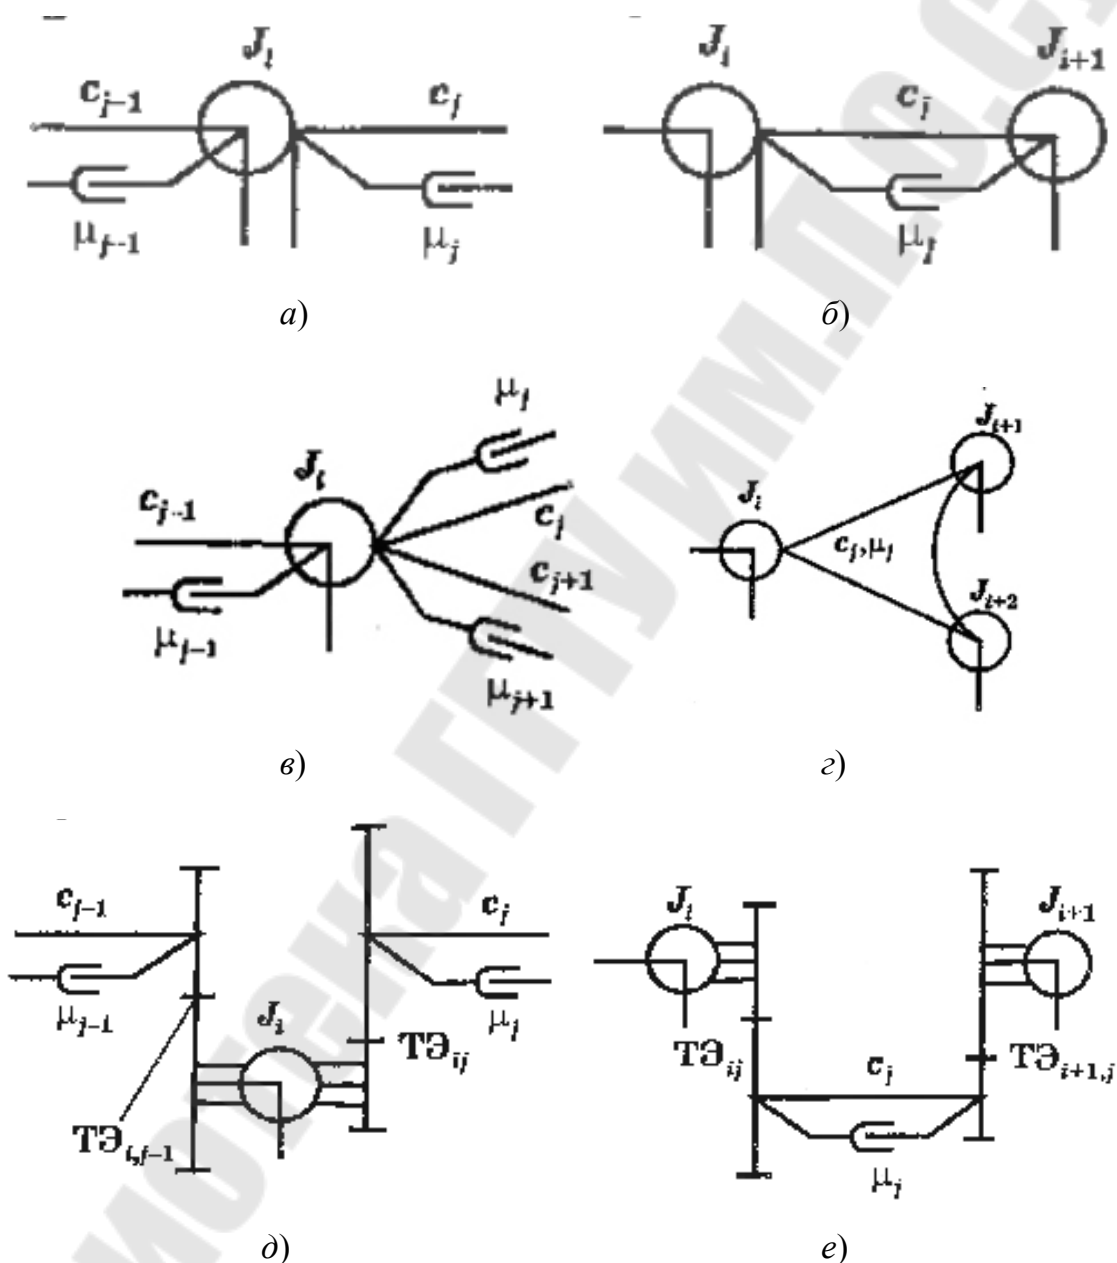 J_i
c_{j-1}
c_j
μ_{j-1}
μ_j
а)
J_i
J_{i+1}
c_j
μ_j
б)
J_i
c_{j-1}
μ_{j-1}
μ_j
c_j
c_{j+1}
μ_{j+1}
в)
J_i
J_{i+1}
c_j, μ_j
J_{i+2}
г)
c_{j-1}
c_j
μ_{j-1}
μ_j
J_i
ТЭ_{ij}
ТЭ_{i,j-1}
д)
J_i
J_{i+1}
ТЭ_{ij}
c_j
ТЭ_{i+1,j}
μ_j
е)
ГГТУ им.П.О.